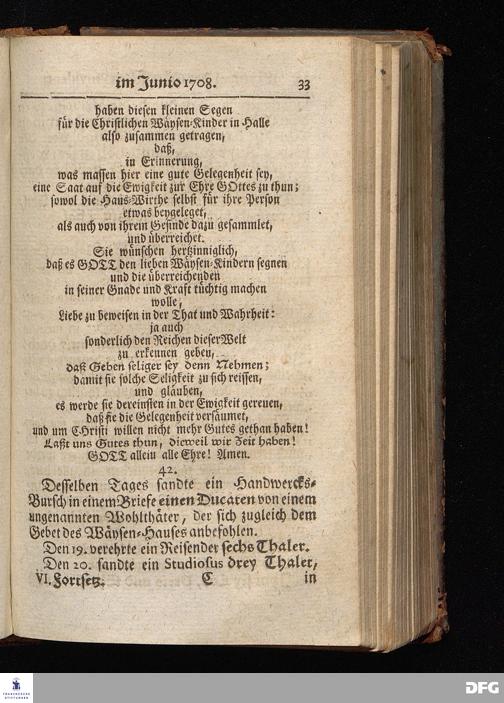 im Junio 1708. 33
haben diesen kleinen Segen
für die Christlichen Wäysen-Kinder in Halle
also zusammen getragen,
daß,
in Erinnerung,
was massen hier eine gute Gelegenheit sey,
eine Saat auf die Ewigkeit zur Ehre GOttes zu thun;
sowol die Haus-Wirthe selbst für ihre Person
etwas beygeleget,
als auch von ihrem Gesinde dazu gesammlet,
und überreichet.
Sie wünschen hertzinniglich,
daß es GOTT den lieben Wäysen-Kindern segnen
und die überreichenden
in seiner Gnade und Kraft tüchtig machen
wolle,
Liebe zu beweisen in der That und Wahrheit:
ja auch
sonderlich den Reichen dieser Welt
zu erkennen geben,
daß Geben seliger sey denn Nehmen;
damit sie solche Seligkeit zu sich reissen,
und gläuben,
es werde sie dereinsten in der Ewigkeit gereuen,
daß sie die Gelegenheit versäumet,
und um CHristi willen nicht mehr Gutes gethan haben!
Laßt uns Gutes thun, dieweil wir Zeit haben!
GOTT allein alle Ehre! Amen.
42.
Desselben Tages sandte ein Handwercks-
Bursch in einem Briefe einen Ducaten von einem
ungenannten Wohlthäter, der sich zugleich dem
Gebet des Wäysen-Hauses anbefohlen.
Den 19. verehrte ein Reisender sechs Thaler.
Den 20. sandte ein Studiosus drey Thaler,
VI. Fortsetz. C in
FRANCKESCHE
STIFTUNGEN
DFG